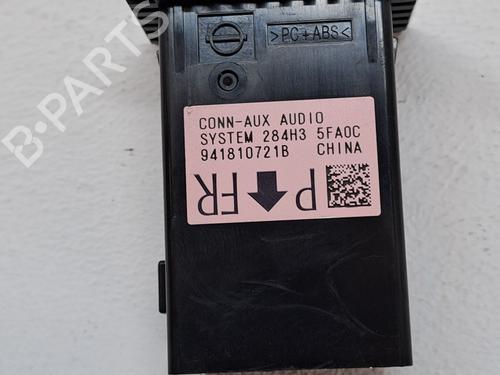 >PC+ABS<
CONN-AUX AUDIO
SYSTEM 284H3 5FA0C
941810721B CHINA
P FR
B-PARTS